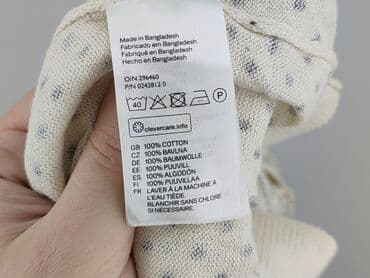 Made in Bangladesh
Fabricado em Bangladesh
Fabriqué en Bangladesh
Hecho en Bangladesh
O/N 296460
P/N 0242812 0
40
P
clevercare.info
GB 100% COTTON
CZ 100% BAVLNA
DE 100% BAUMWOLLE
EE 100% PUUVILL
ES 100% ALGODÓN
FI 100% PUUVILLAA
FR LAVER À LA MACHINE À
L'EAU TIÈDE.
BLANCHIR SANS CHLORE
SI NÉCESSAIRE.